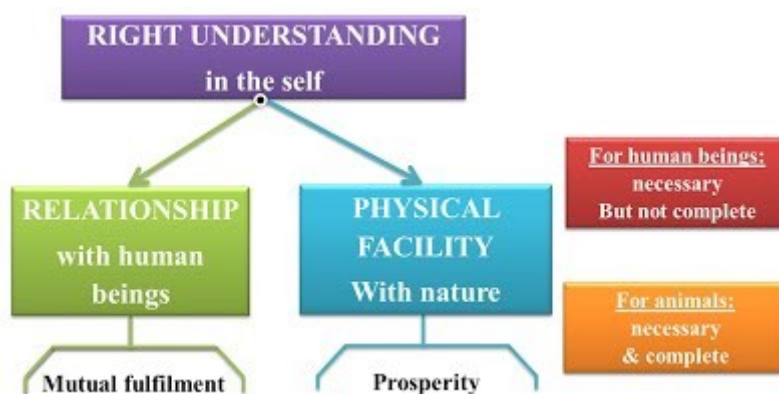 RIGHT UNDERSTANDING
in the self
RELATIONSHIP
with human
beings
PHYSICAL
FACILITY
With nature
For human beings:
necessary
But not complete
For animals:
necessary
& complete
Mutual fulfilment
Prosperity